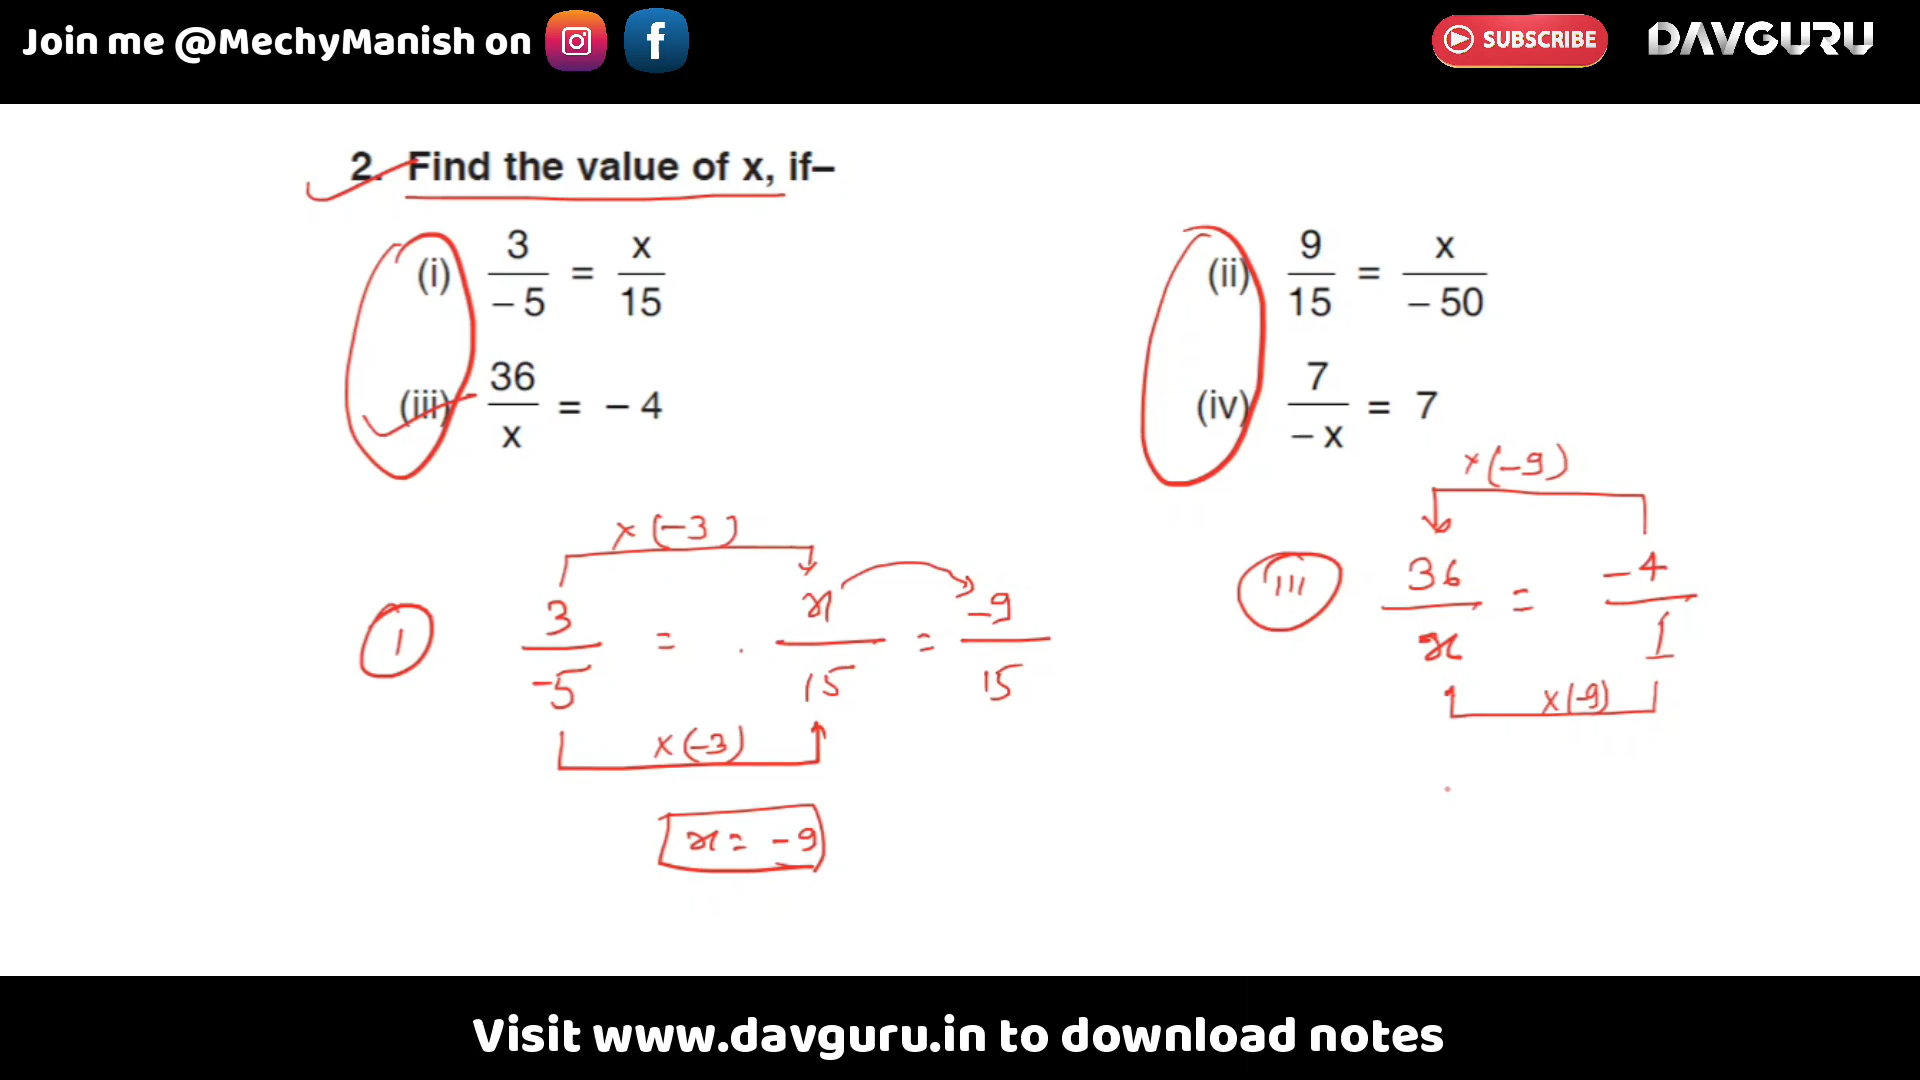 Join me @MechyManish on
SUBSCRIBE
DAVGURU
2. Find the value of x, if–
(i) 3/–5 = x/15
(ii) 9/15 = x/–50
(iii) 36/x = –4
(iv) 7/–x = 7
x(-9)
x(-3)
I 3/-5 = x/15 = -9/15
III 36/x = -4/1
x(-3)
x(-9)
x = -9
Visit www.davguru.in to download notes